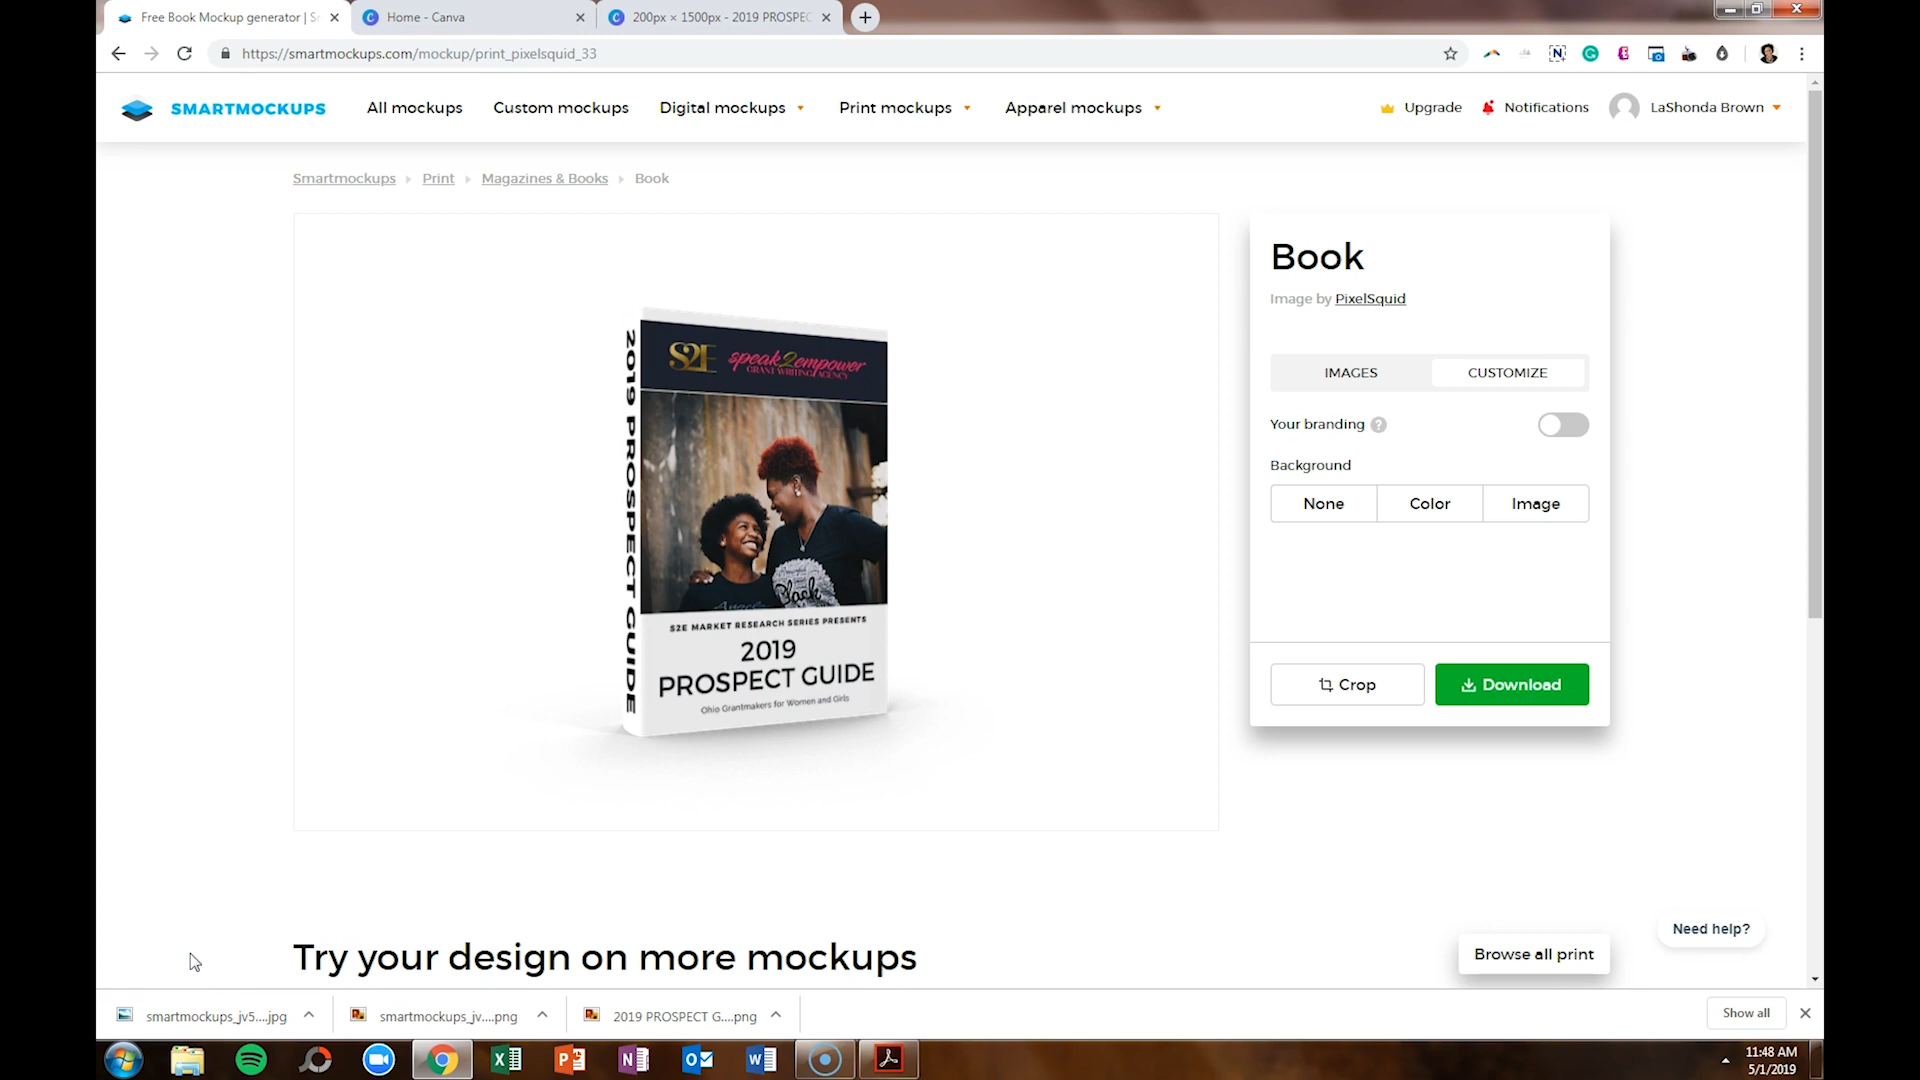 Free Book Mockup generator | Sr
Home - Canva
200px × 1500px - 2019 PROSPEC
https://smartmockups.com/mockup/print_pixelsquid_33
SMARTMOCKUPS
All mockups
Custom mockups
Digital mockups
Print mockups
Apparel mockups
Upgrade
Notifications
LaShonda Brown
Smartmockups
Print
Magazines & Books
Book
2019 PROSPECT GUIDE
S2E
speak2empower
GRANT WRITING AGENCY
Black
S2E MARKET RESEARCH SERIES PRESENTS
2019
PROSPECT GUIDE
Ohio Grantmakers for Women and Girls
Book
Image by PixelSquid
IMAGES
CUSTOMIZE
Your branding ?
Background
None
Color
Image
Crop
Download
Need help?
Try your design on more mockups
Browse all print
smartmockups_jv5....jpg
smartmockups_jv....png
2019 PROSPECT G....png
Show all
11:48 AM
5/1/2019